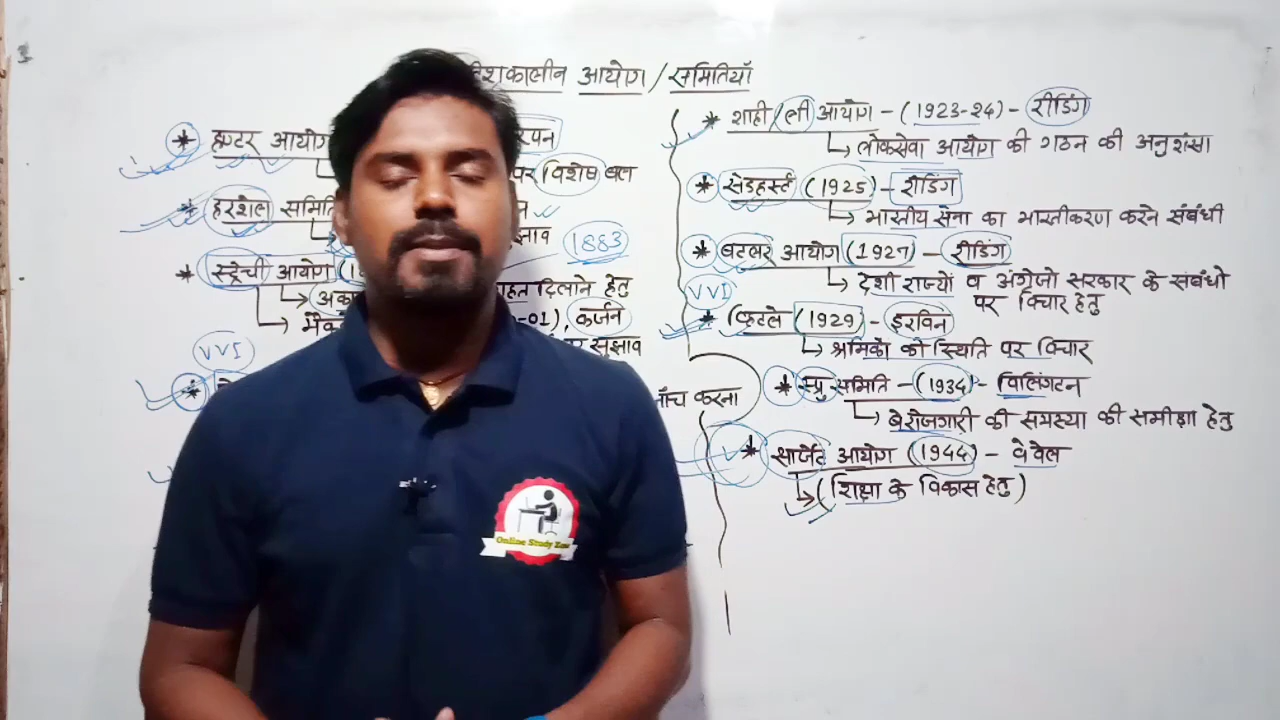 आयोग / समितियाँ
* हण्टर आयोग
पर विशेष बल
* हरशेल समिति
सुझाव 1883
* स्ट्रेची आयोग
राहत दिलाने हेतु
कर्जन
सुझाव
VVI
जाँच करना
* शाही/ली आयोग - (1923-24) - रीडिंग
लोकसेवा आयोग की गठन की अनुशंसा
* सेडहर्स्ट (1925) - रीडिंग
भारतीय सेना का भारतीकरण करने संबंधी
* बटलर आयोग (1927) - रीडिंग
देशी राज्यों व अंग्रेजो सरकार के संबंधो
पर विचार हेतु
VVI
* व्हिटले (1929) - इरविन
श्रमिकों की स्थिति पर विचार
* सप्रु समिति - (1934) - विलिंगटन
बेरोजगारी की समस्या की समीक्षा हेतु
* सार्जेंट आयोग (1944) - वेवेल
(शिक्षा के विकास हेतु)
Online Study Zone